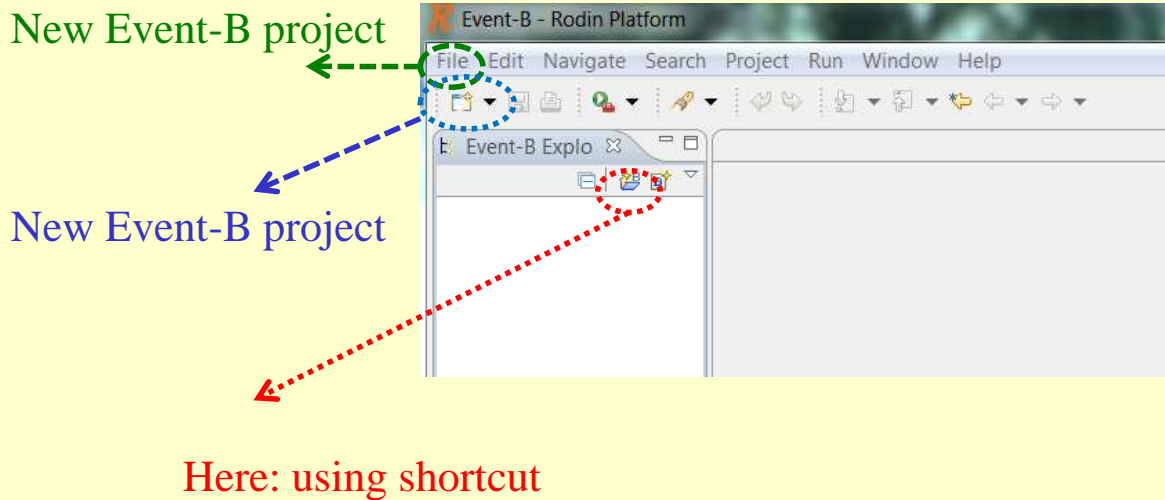 New Event-B project
Event-B - Rodin Platform
File Edit Navigate Search Project Run Window Help
Event-B Explo
New Event-B project
Here: using shortcut